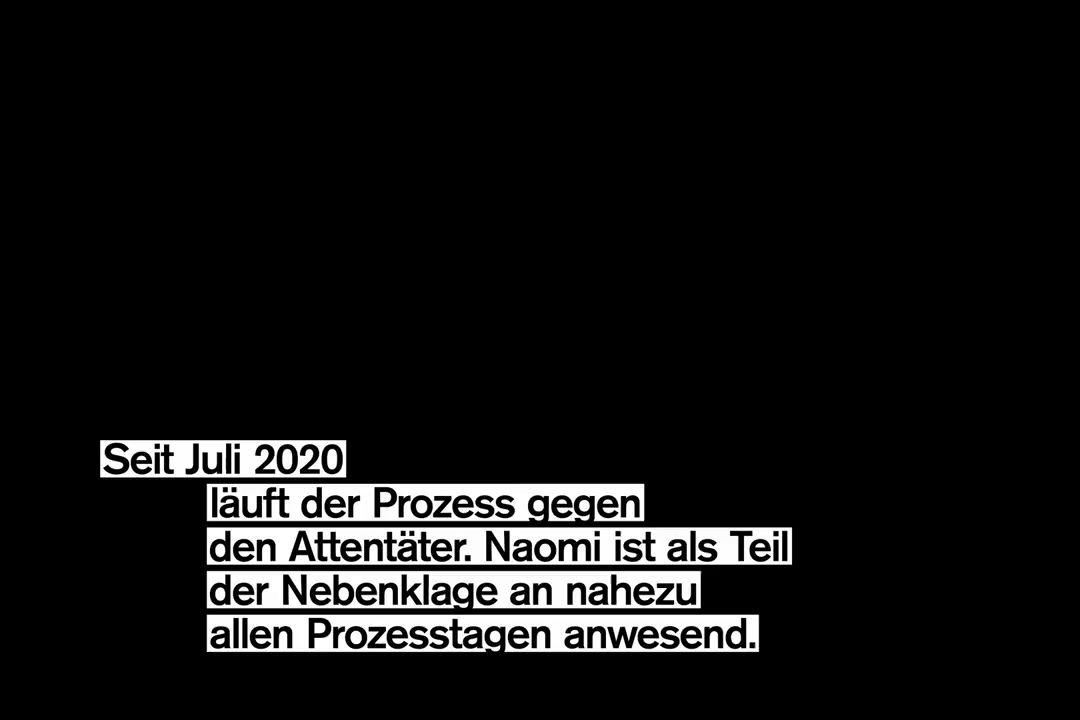 Seit Juli 2020
läuft der Prozess gegen
den Attentäter. Naomi ist als Teil
der Nebenklage an nahezu
allen Prozesstagen anwesend.